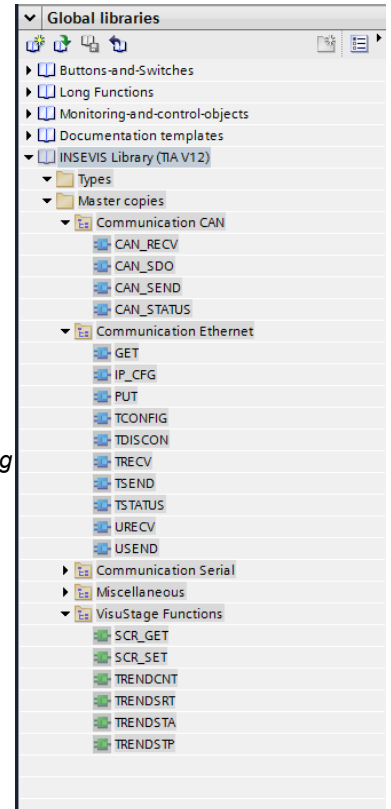 Global libraries
Buttons-and-Switches
Long Functions
Monitoring-and-control-objects
Documentation templates
INSEVIS Library (TIA V12)
Types
Master copies
Communication CAN
CAN_RECV
CAN_SDO
CAN_SEND
CAN_STATUS
Communication Ethernet
GET
IP_CFG
PUT
TCONFIG
TDISCON
g
TRECV
TSEND
TSTATUS
URECV
USEND
Communication Serial
Miscellaneous
VisuStage Functions
SCR_GET
SCR_SET
TRENDCNT
TRENDSRT
TRENDSTA
TRENDSTP